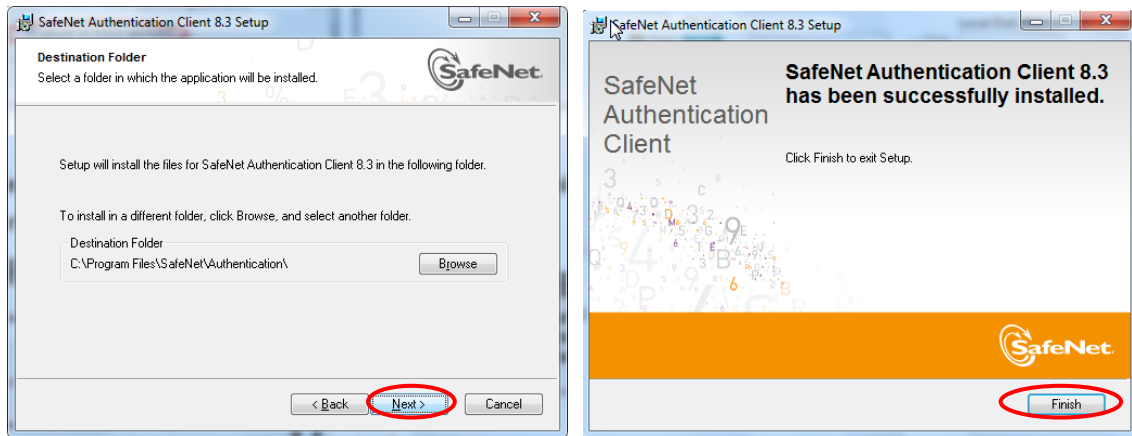 SafeNet Authentication Client 8.3 Setup
Destination Folder
Select a folder in which the application will be installed.
SafeNet.
Setup will install the files for SafeNet Authentication Client 8.3 in the following folder.
To install in a different folder, click Browse, and select another folder.
Destination Folder
C:\Program Files\SafeNet\Authentication\
Browse
< Back
Next >
Cancel
SafeNet Authentication Client 8.3 Setup
SafeNet
Authentication
Client
SafeNet Authentication Client 8.3
has been successfully installed.
Click Finish to exit Setup.
SafeNet.
Finish